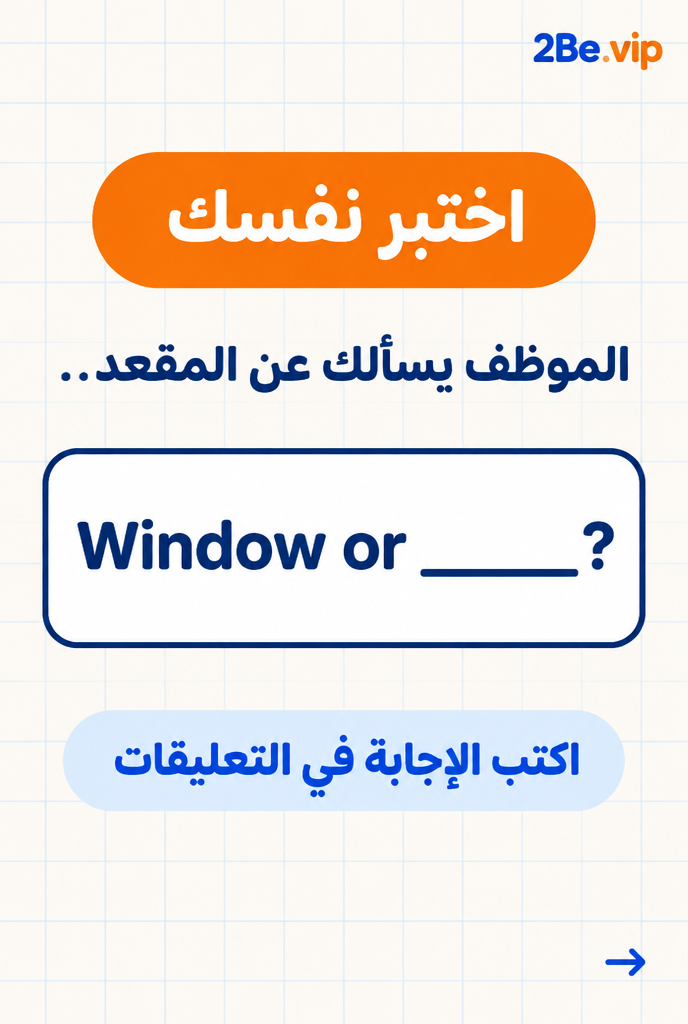 2Be.vip
اختبر نفسك
الموظف يسألك عن المقعد..
Window or _____?
اكتب الإجابة في التعليقات
→